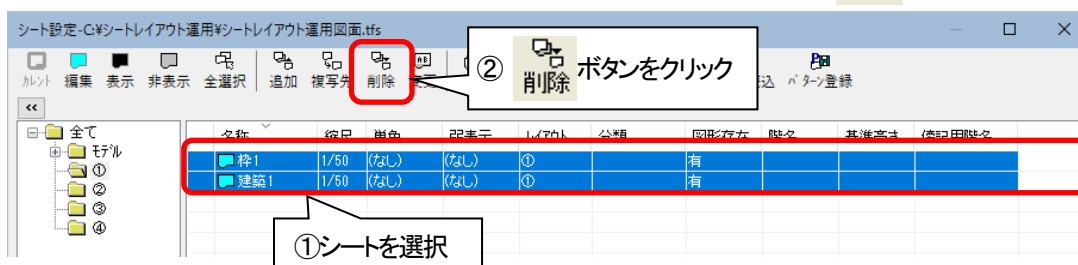 シート設定-C:¥シートレイアウト運用¥シートレイアウト運用図面.tfs
カレント 編集 表示 非表示 全選択 追加 複写先 削除
パターン登録
② 削除 ボタンをクリック
<<
全て
モデル
①
②
③
④
名称 縮尺 単色 配表示 レイアウト 分類 図形存在 階名 基準高さ 傍記用階名
枠1 1/50 (なし) (なし) ① 有
建築1 1/50 (なし) (なし) ① 有
①シートを選択